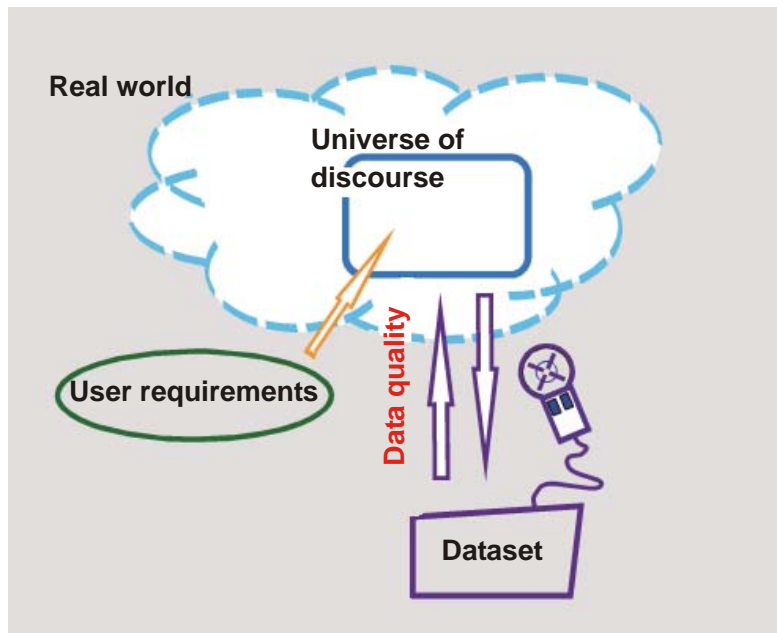 Real world
Universe of
discourse
User requirements
Data quality
Dataset